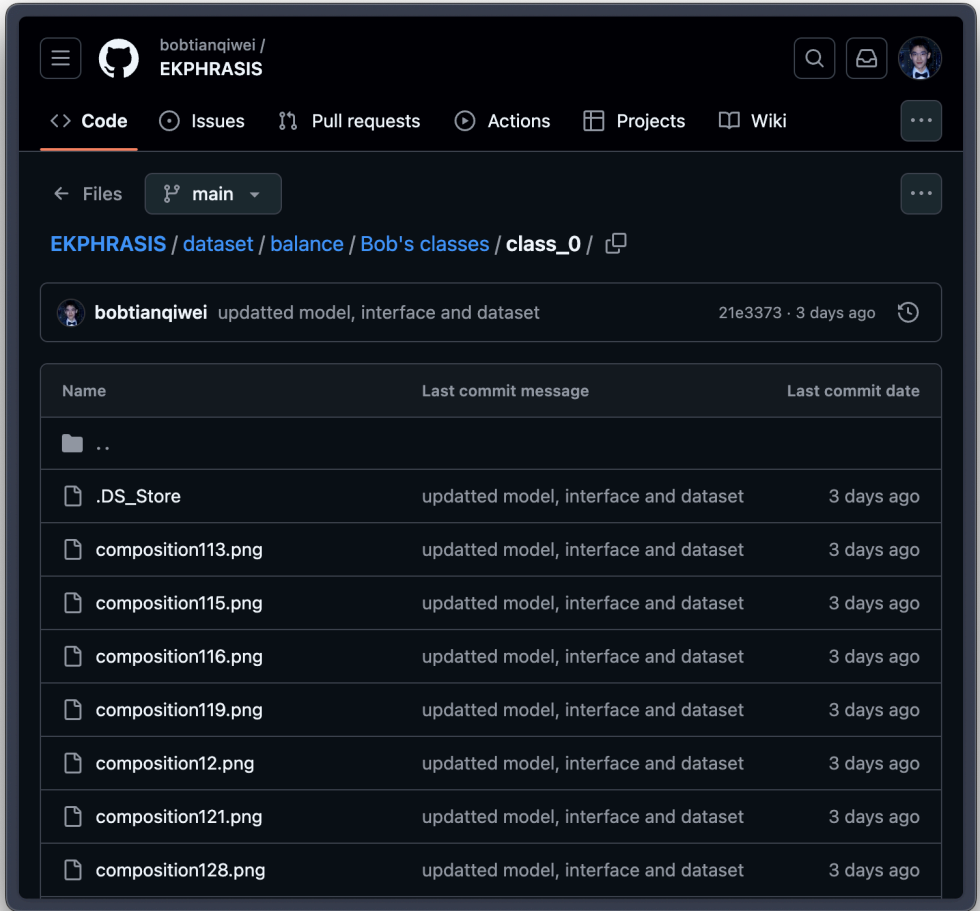 bobtianqiwei /
EKPHRASIS
Code Issues Pull requests Actions Projects Wiki
Files main
EKPHRASIS / dataset / balance / Bob's classes / class_0 /
bobtianqiwei updatted model, interface and dataset 21e3373 · 3 days ago
Name Last commit message Last commit date
..
.DS_Store updatted model, interface and dataset 3 days ago
composition113.png updatted model, interface and dataset 3 days ago
composition115.png updatted model, interface and dataset 3 days ago
composition116.png updatted model, interface and dataset 3 days ago
composition119.png updatted model, interface and dataset 3 days ago
composition12.png updatted model, interface and dataset 3 days ago
composition121.png updatted model, interface and dataset 3 days ago
composition128.png updatted model, interface and dataset 3 days ago